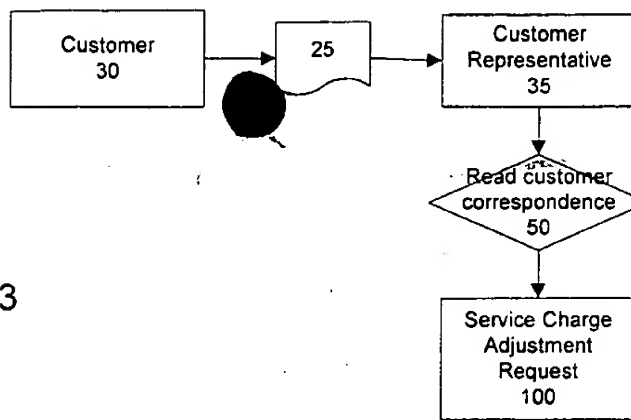 Customer
30
25
Customer
Representative
35
Read customer
correspondence
50
3
Service Charge
Adjustment
Request
100